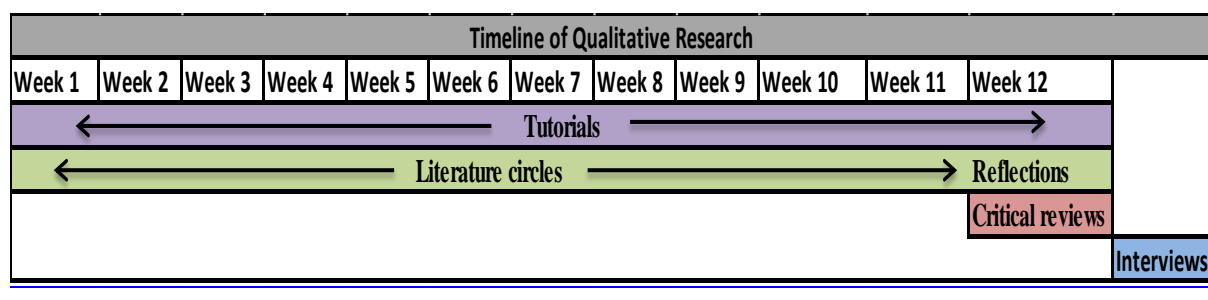 Timeline of Qualitative Research
Week 1 Week 2 Week 3 Week 4 Week 5 Week 6 Week 7 Week 8 Week 9 Week 10 Week 11 Week 12
Tutorials
Literature circles Reflections
Critical reviews
Interviews